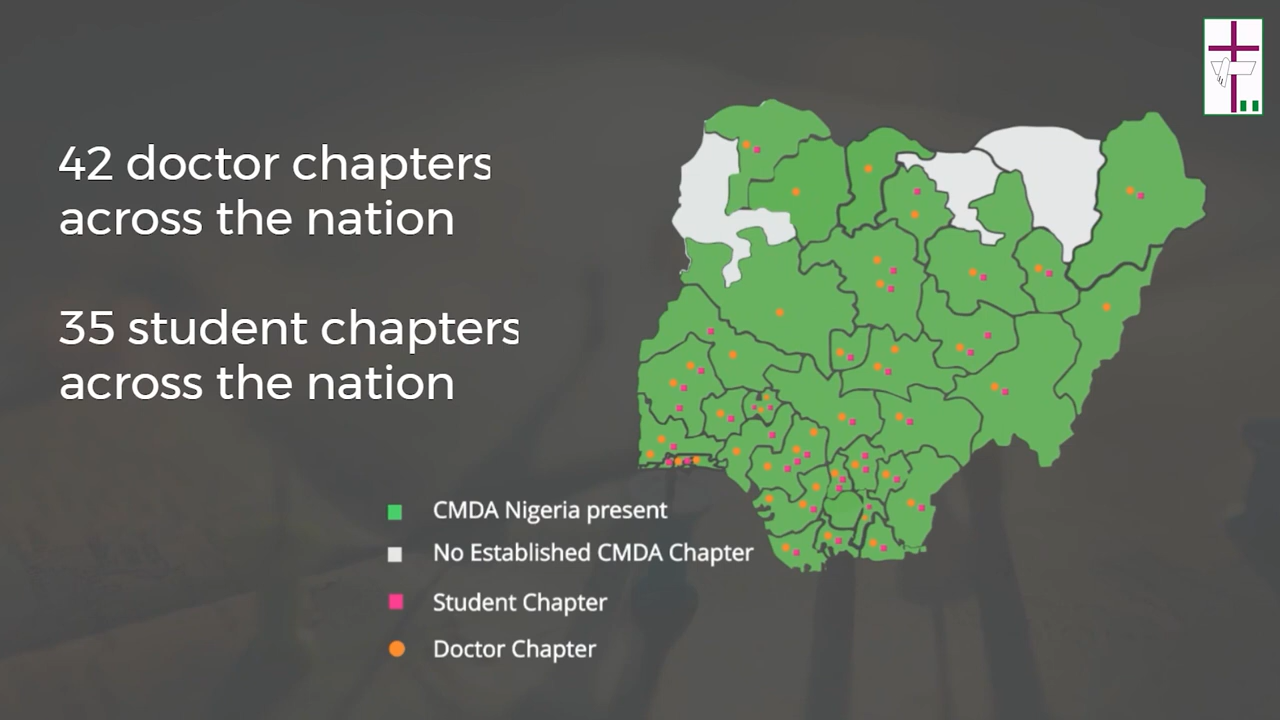 42 doctor chapters
across the nation
35 student chapters
across the nation
CMDA Nigeria present
No Established CMDA Chapter
Student Chapter
Doctor Chapter